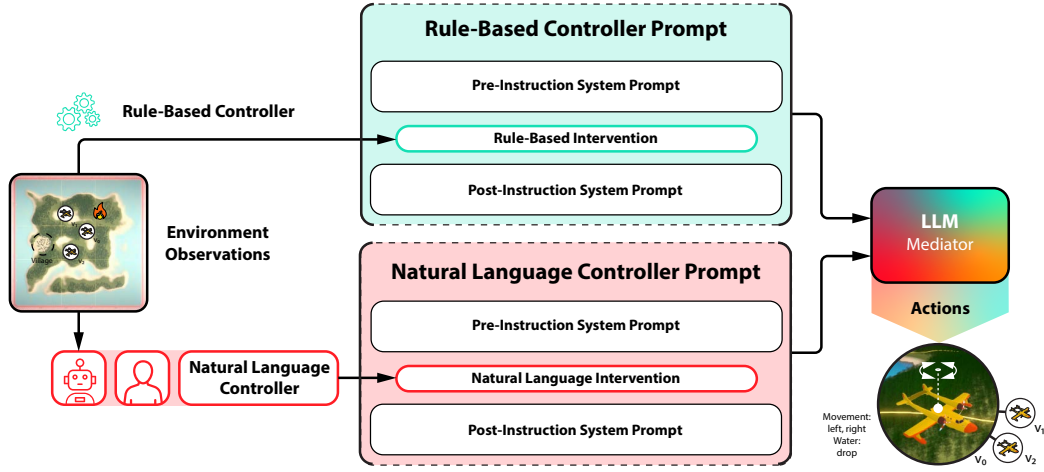 Rule-Based Controller Prompt
Pre-Instruction System Prompt
Rule-Based Controller
Rule-Based Intervention
Post-Instruction System Prompt
Village
V₂
Environment
Observations
LLM
Mediator
Natural Language Controller Prompt
Pre-Instruction System Prompt
Actions
Natural Language
Controller
Natural Language Intervention
Post-Instruction System Prompt
Movement:
left, right
Water:
drop
V₀
V₁
V₂